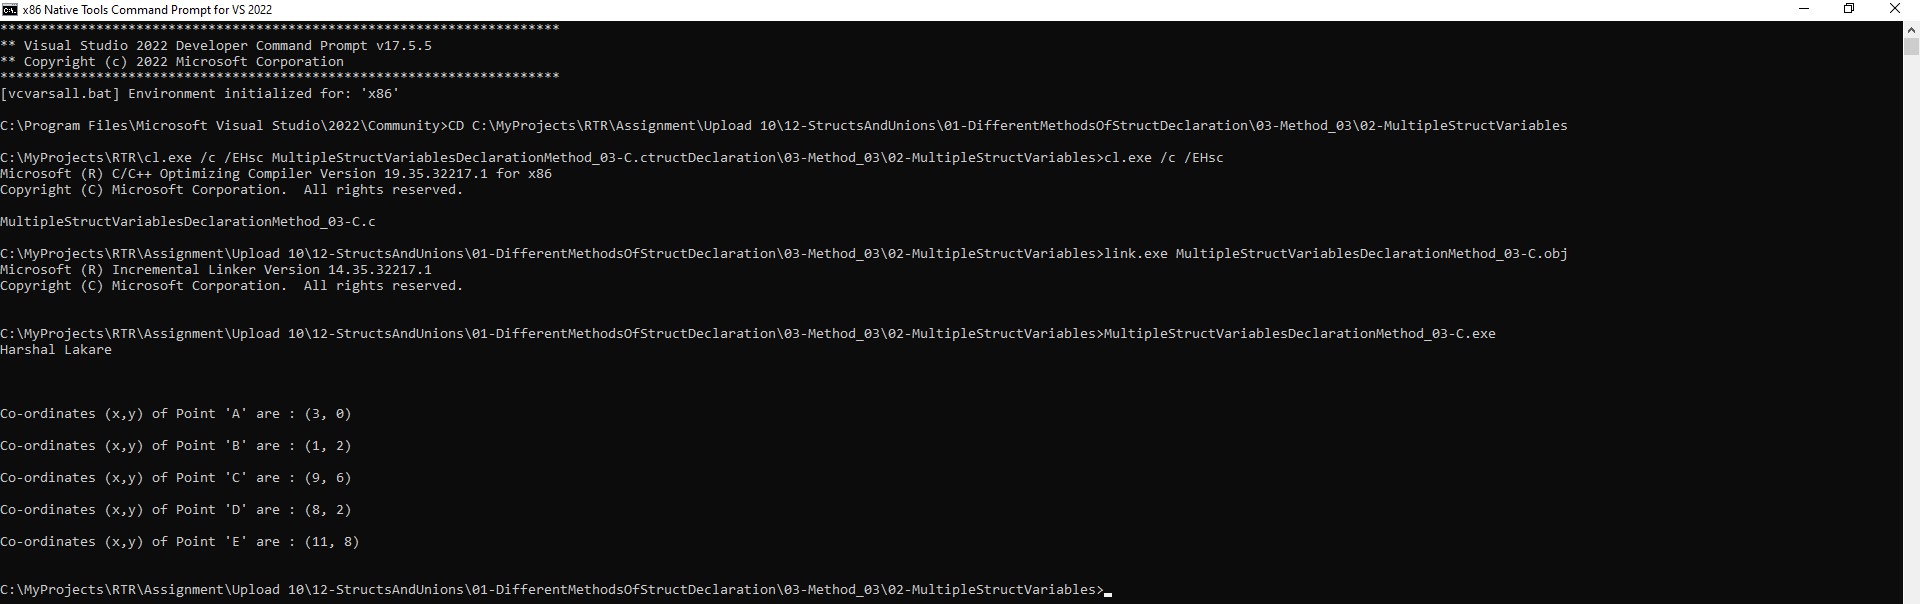 x86 Native Tools Command Prompt for VS 2022
**********************************************************************
** Visual Studio 2022 Developer Command Prompt v17.5.5
** Copyright (c) 2022 Microsoft Corporation
**********************************************************************
[vcvarsall.bat] Environment initialized for: 'x86'
C:\Program Files\Microsoft Visual Studio\2022\Community>CD C:\MyProjects\RTR\Assignment\Upload 10\12-StructsAndUnions\01-DifferentMethodsOfStructDeclaration\03-Method_03\02-MultipleStructVariables
C:\MyProjects\RTR\cl.exe /c /EHsc MultipleStructVariablesDeclarationMethod_03-C.ctructDeclaration\03-Method_03\02-MultipleStructVariables>cl.exe /c /EHsc
Microsoft (R) C/C++ Optimizing Compiler Version 19.35.32217.1 for x86
Copyright (C) Microsoft Corporation.  All rights reserved.
MultipleStructVariablesDeclarationMethod_03-C.c
C:\MyProjects\RTR\Assignment\Upload 10\12-StructsAndUnions\01-DifferentMethodsOfStructDeclaration\03-Method_03\02-MultipleStructVariables>link.exe MultipleStructVariablesDeclarationMethod_03-C.obj
Microsoft (R) Incremental Linker Version 14.35.32217.1
Copyright (C) Microsoft Corporation.  All rights reserved.
C:\MyProjects\RTR\Assignment\Upload 10\12-StructsAndUnions\01-DifferentMethodsOfStructDeclaration\03-Method_03\02-MultipleStructVariables>MultipleStructVariablesDeclarationMethod_03-C.exe
Harshal Lakare
Co-ordinates (x,y) of Point 'A' are : (3, 0)
Co-ordinates (x,y) of Point 'B' are : (1, 2)
Co-ordinates (x,y) of Point 'C' are : (9, 6)
Co-ordinates (x,y) of Point 'D' are : (8, 2)
Co-ordinates (x,y) of Point 'E' are : (11, 8)
C:\MyProjects\RTR\Assignment\Upload 10\12-StructsAndUnions\01-DifferentMethodsOfStructDeclaration\03-Method_03\02-MultipleStructVariables>